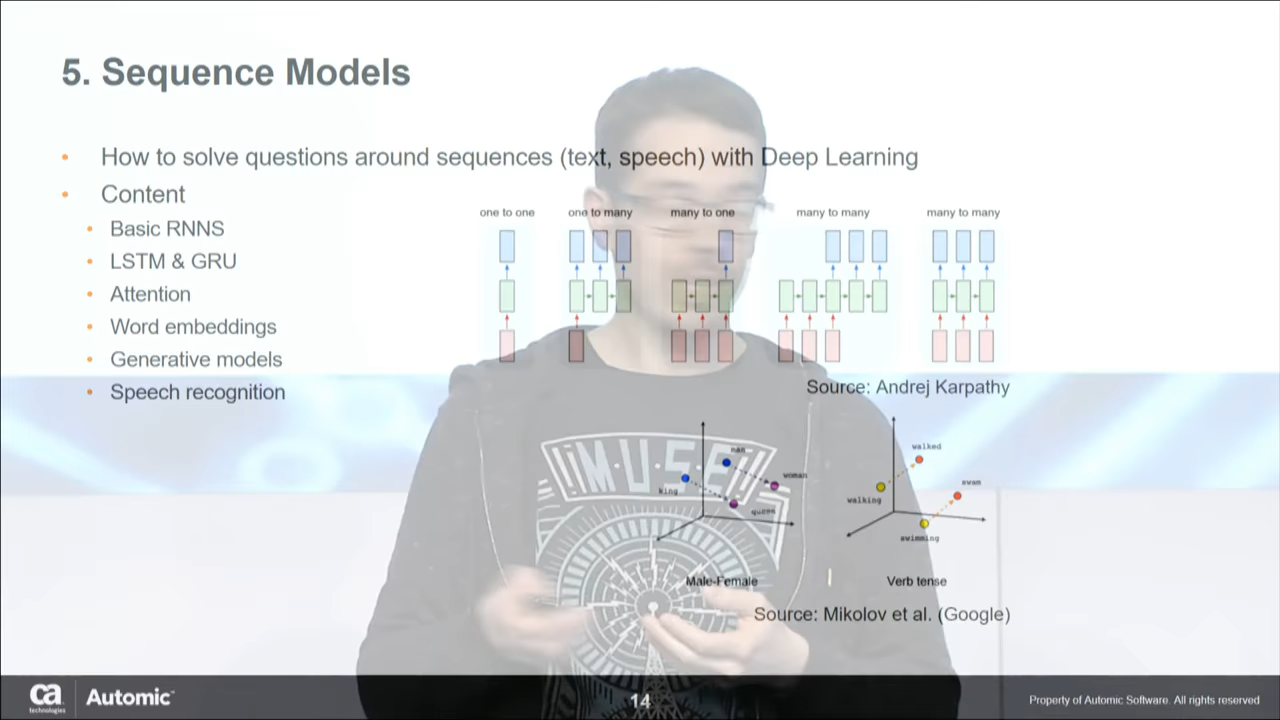 5. Sequence Models
• How to solve questions around sequences (text, speech) with Deep Learning
• Content
• Basic RNNS
• LSTM & GRU
• Attention
• Word embeddings
• Generative models
• Speech recognition
one to one
one to many
many to one
many to many
many to many
Source: Andrej Karpathy
man
woman
king
queen
Male-Female
walked
walking
swam
swimming
Verb tense
Source: Mikolov et al. (Google)
M·U·S·E
ca
technologies
Automic™
14
Property of Automic Software. All rights reserved